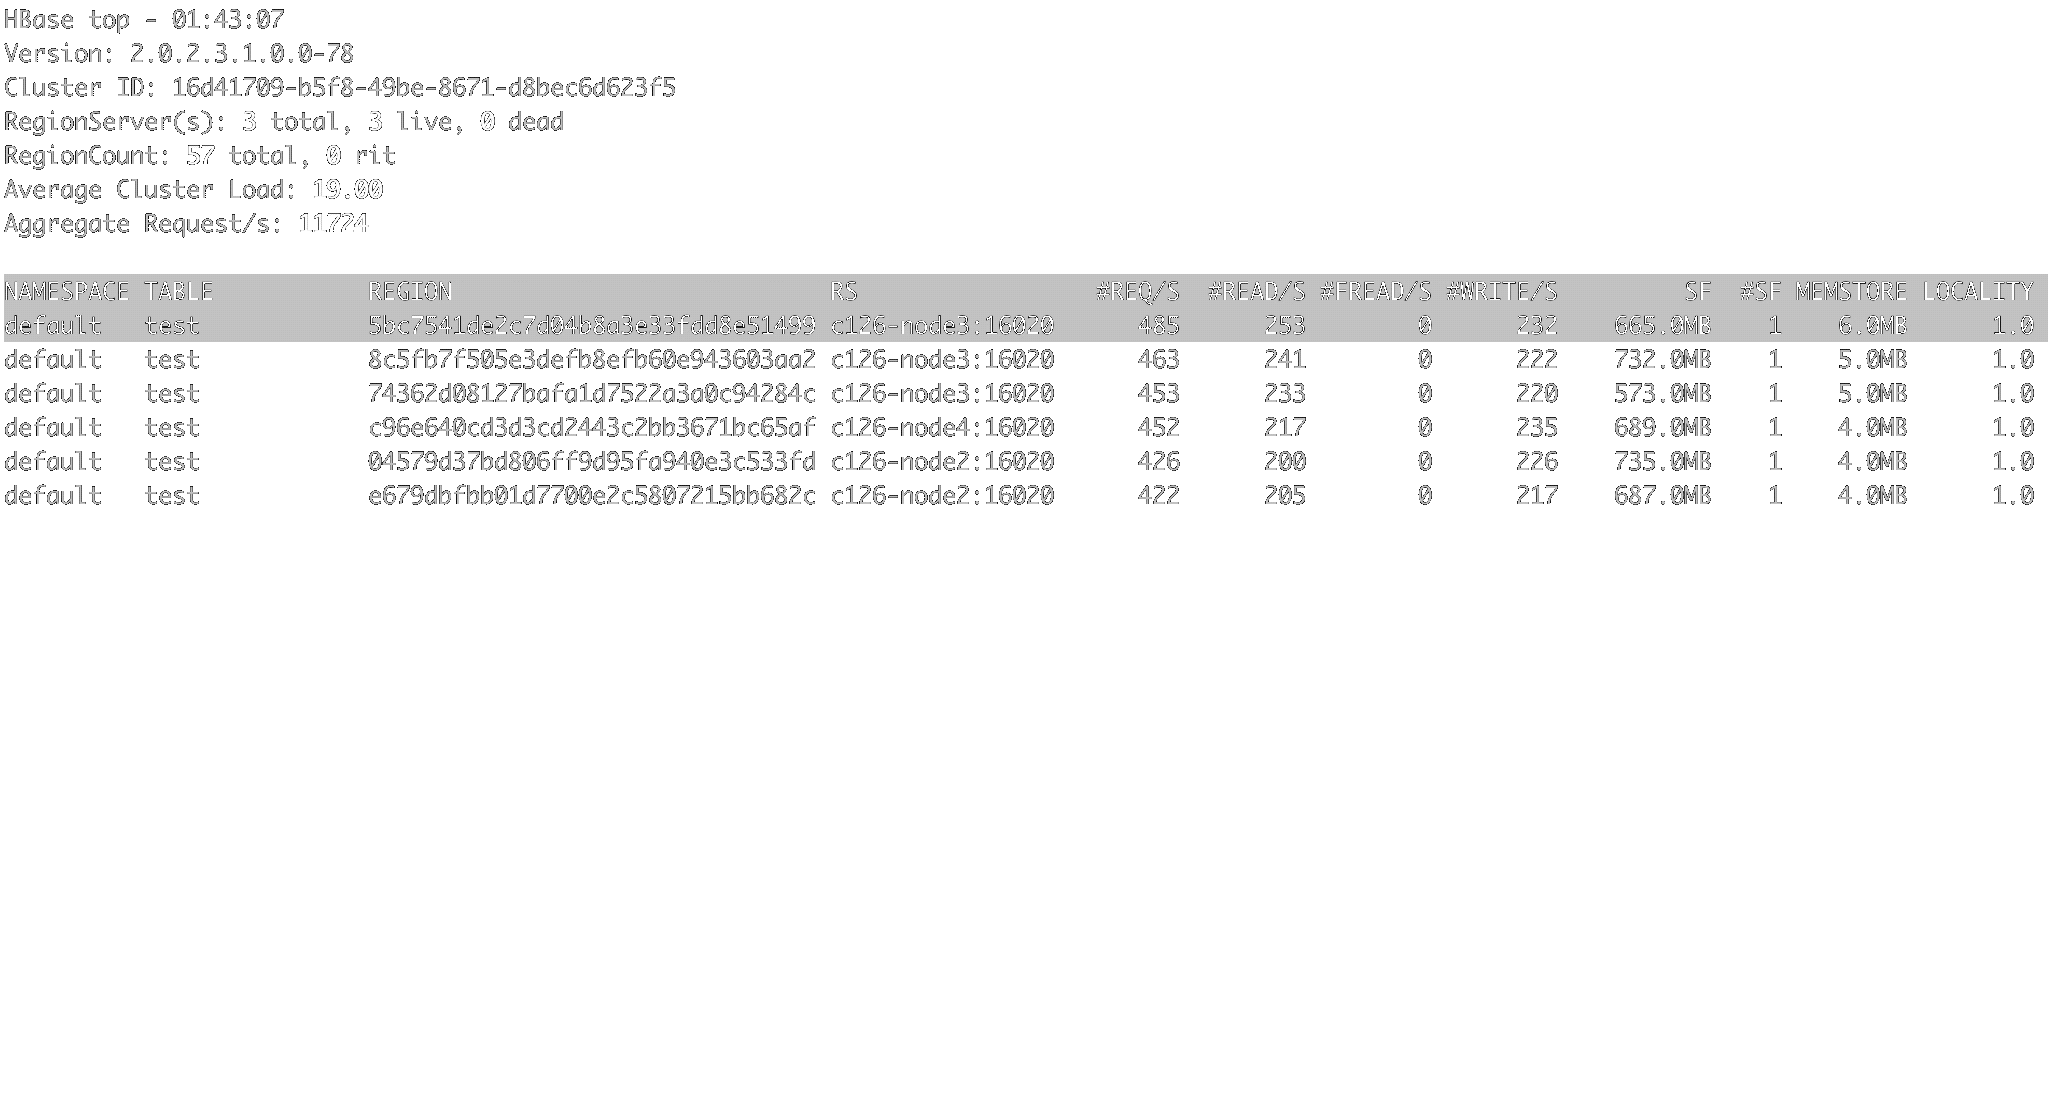 HBase top - 01:43:07
Version: 2.0.2.3.1.0.0-78
Cluster ID: 16d41709-b5f8-49be-8671-d8bec6d623f5
RegionServer(s): 3 total, 3 live, 0 dead
RegionCount: 57 total, 0 rit
Average Cluster Load: 19.00
Aggregate Request/s: 11724
NAMESPACE TABLE REGION RS #REQ/S #READ/S #FREAD/S #WRITE/S SF #SF MEMSTORE LOCALITY
default test 5bc7541de2c7d04b8a3e33fdd8e51499 c126-node3:16020 485 253 0 232 665.0MB 1 6.0MB 1.0
default test 8c5fb7f505e3defb8efb60e943603aa2 c126-node3:16020 463 241 0 222 732.0MB 1 5.0MB 1.0
default test 74362d08127bafa1d7522a3a0c94284c c126-node3:16020 453 233 0 220 573.0MB 1 5.0MB 1.0
default test c96e640cd3d3cd2443c2bb3671bc65af c126-node4:16020 452 217 0 235 689.0MB 1 4.0MB 1.0
default test 04579d37bd806ff9d95fa940e3c533fd c126-node2:16020 426 200 0 226 735.0MB 1 4.0MB 1.0
default test e679dbfbb01d7700e2c5807215bb682c c126-node2:16020 422 205 0 217 687.0MB 1 4.0MB 1.0